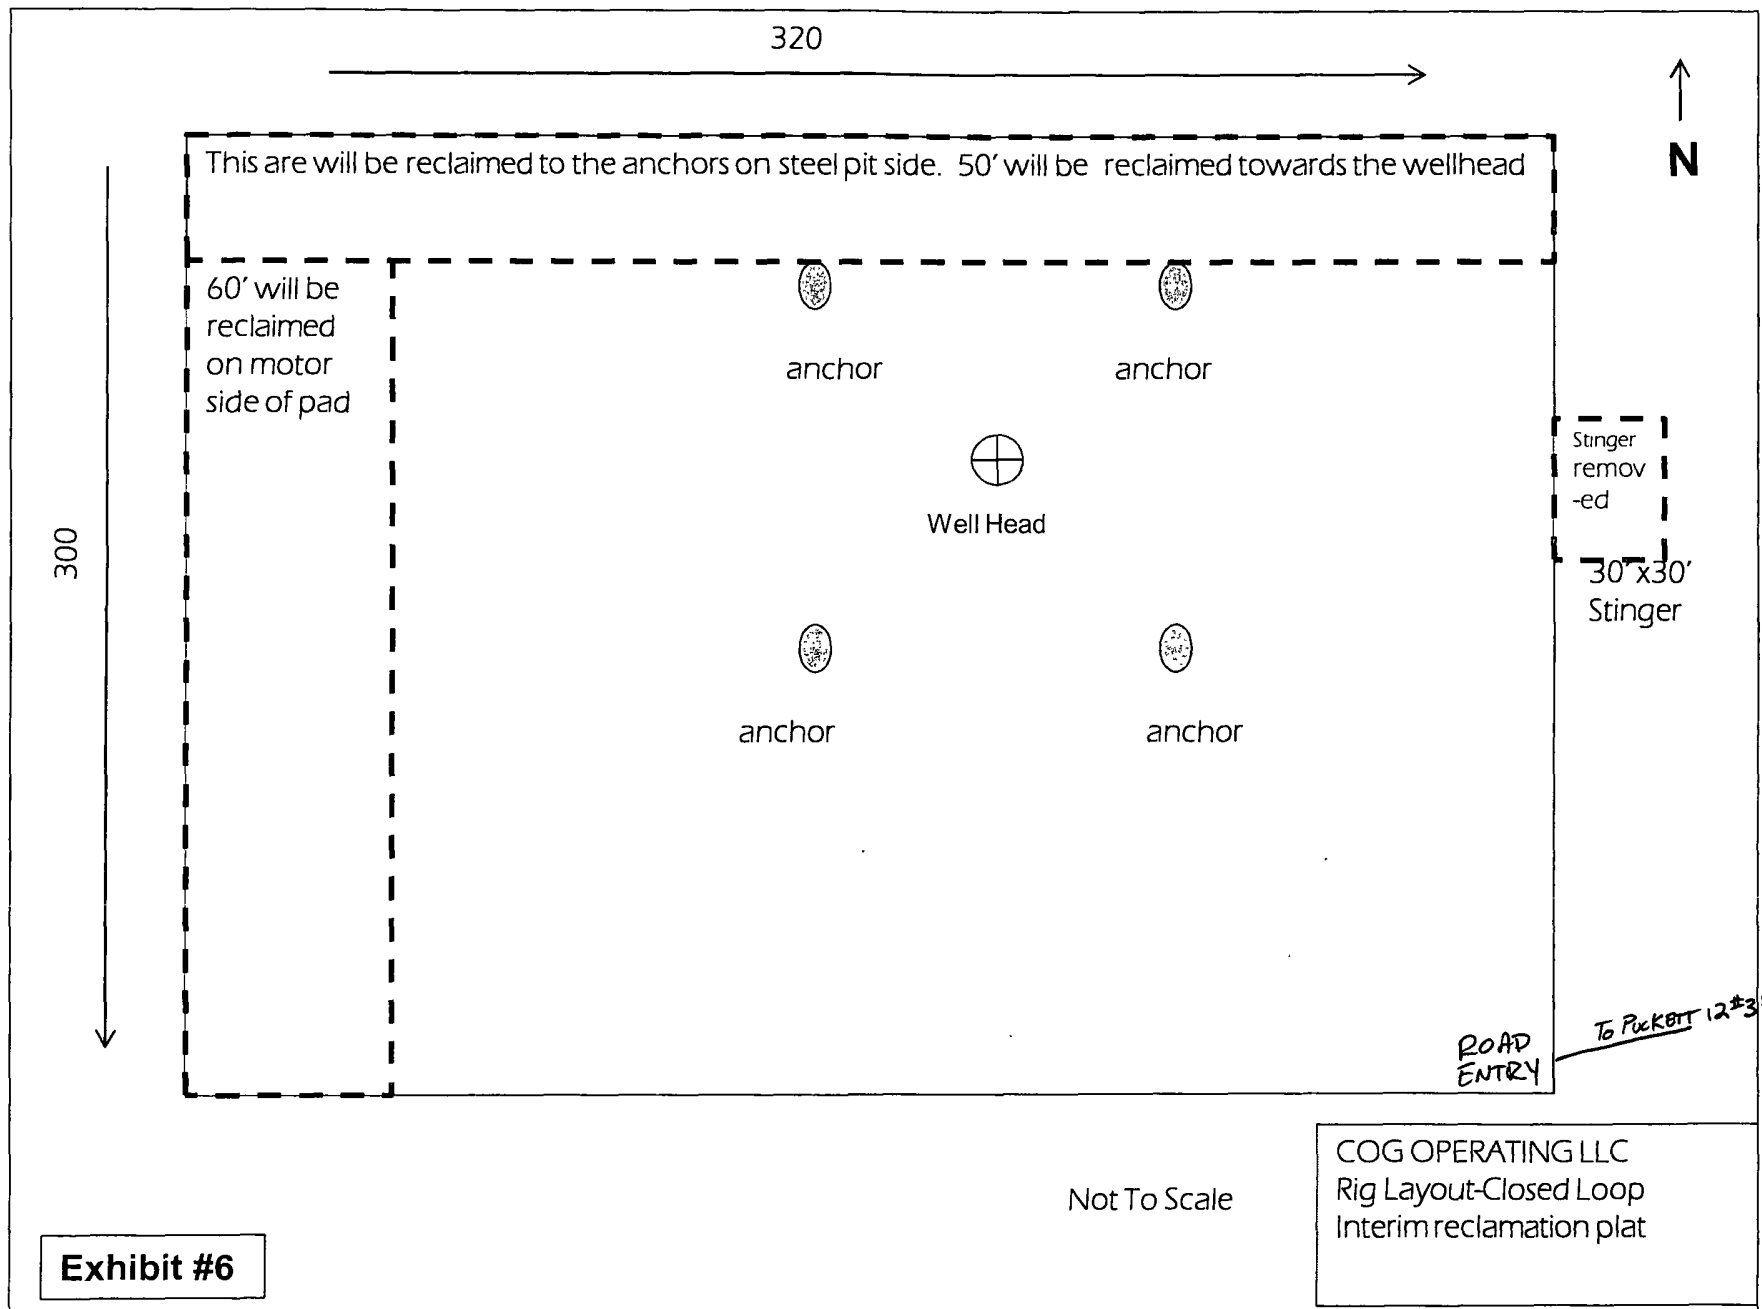 320
N
This are will be reclaimed to the anchors on steel pit side. 50' will be reclaimed towards the wellhead
60' will be
reclaimed
on motor
side of pad
anchor
anchor
Stinger
remov
-ed
Well Head
300
30'x30'
Stinger
anchor
anchor
To PUCKETT 12 #3
ROAD
ENTRY
COG OPERATING LLC
Rig Layout-Closed Loop
Interim reclamation plat
Not To Scale
Exhibit #6